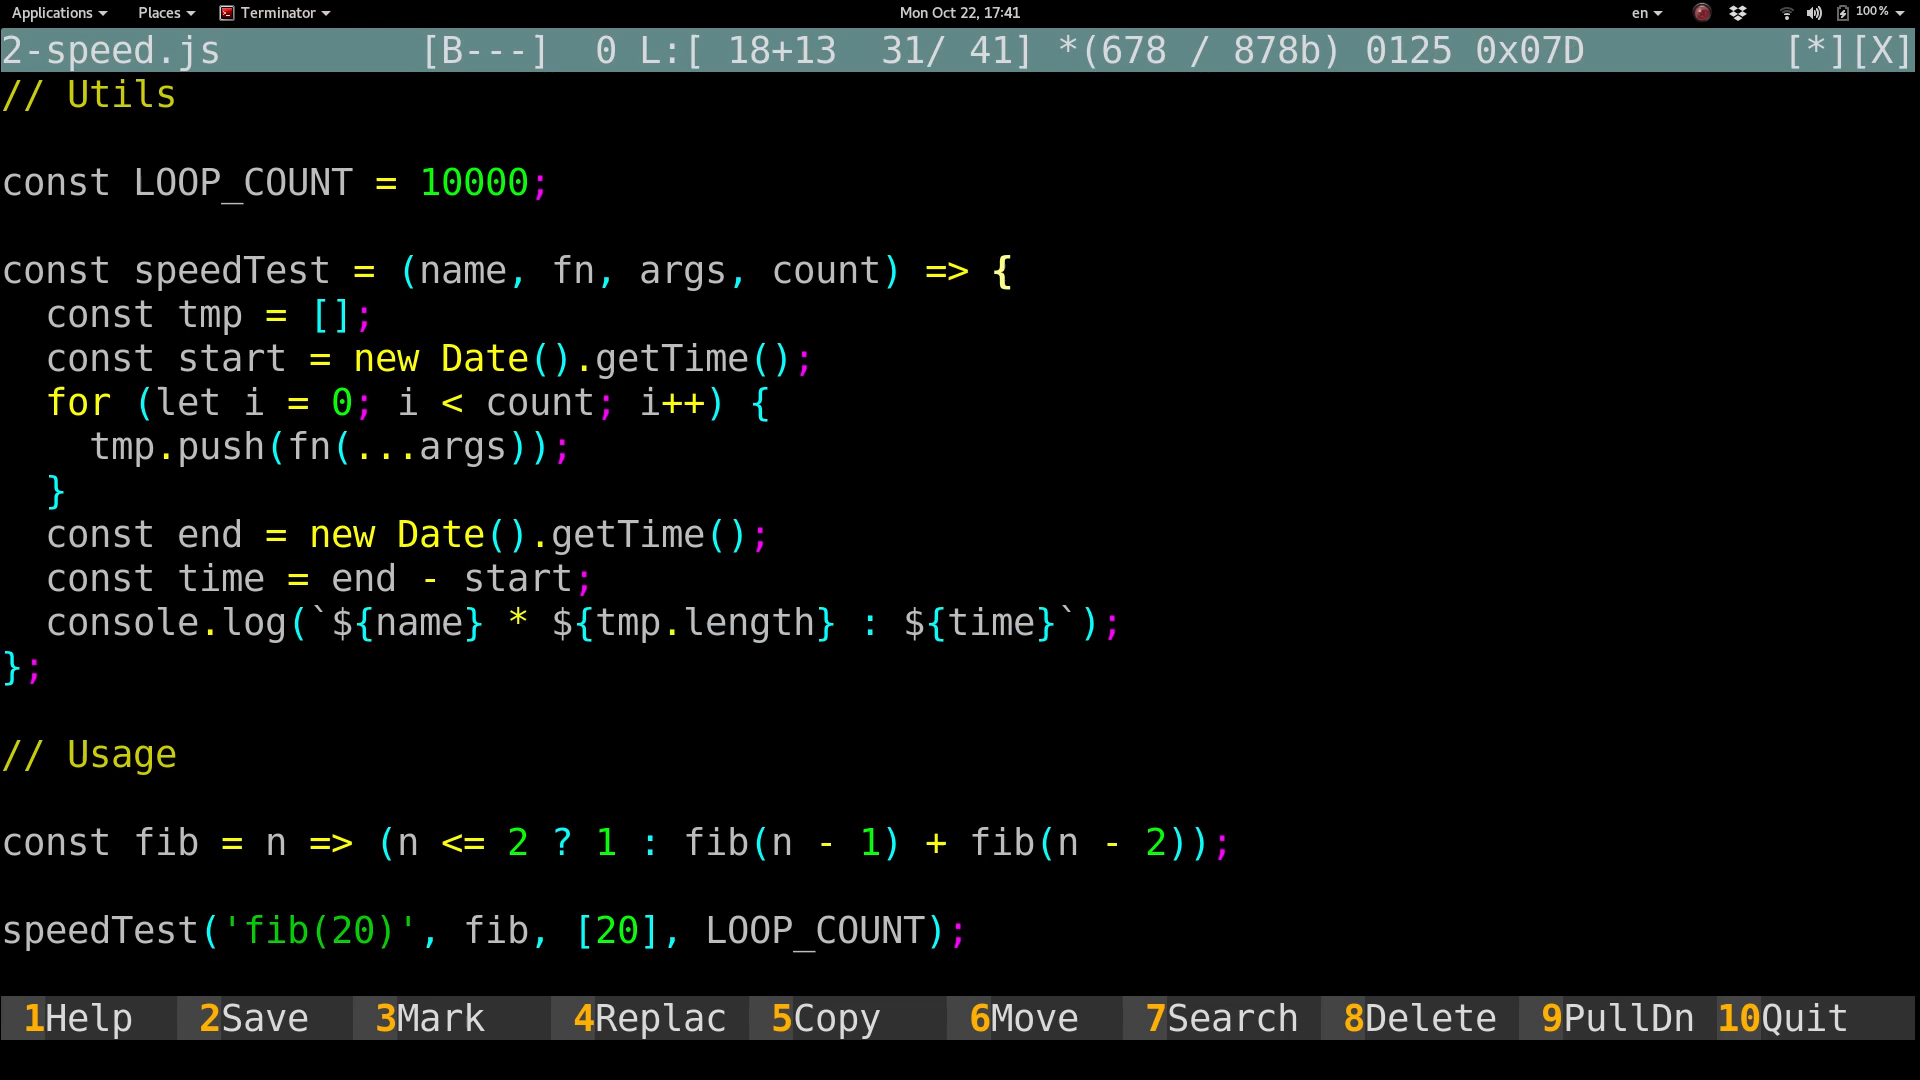 Applications Places Terminator Mon Oct 22, 17:41 en 100%
2-speed.js [B---] 0 L:[ 18+13 31/ 41] *(678 / 878b) 0125 0x07D [*][X]
// Utils
const LOOP_COUNT = 10000;
const speedTest = (name, fn, args, count) => {
  const tmp = [];
  const start = new Date().getTime();
  for (let i = 0; i < count; i++) {
    tmp.push(fn(...args));
  }
  const end = new Date().getTime();
  const time = end - start;
  console.log(`${name} * ${tmp.length} : ${time}`);
};
// Usage
const fib = n => (n <= 2 ? 1 : fib(n - 1) + fib(n - 2));
speedTest('fib(20)', fib, [20], LOOP_COUNT);
1Help 2Save 3Mark 4Replac 5Copy 6Move 7Search 8Delete 9PullDn 10Quit